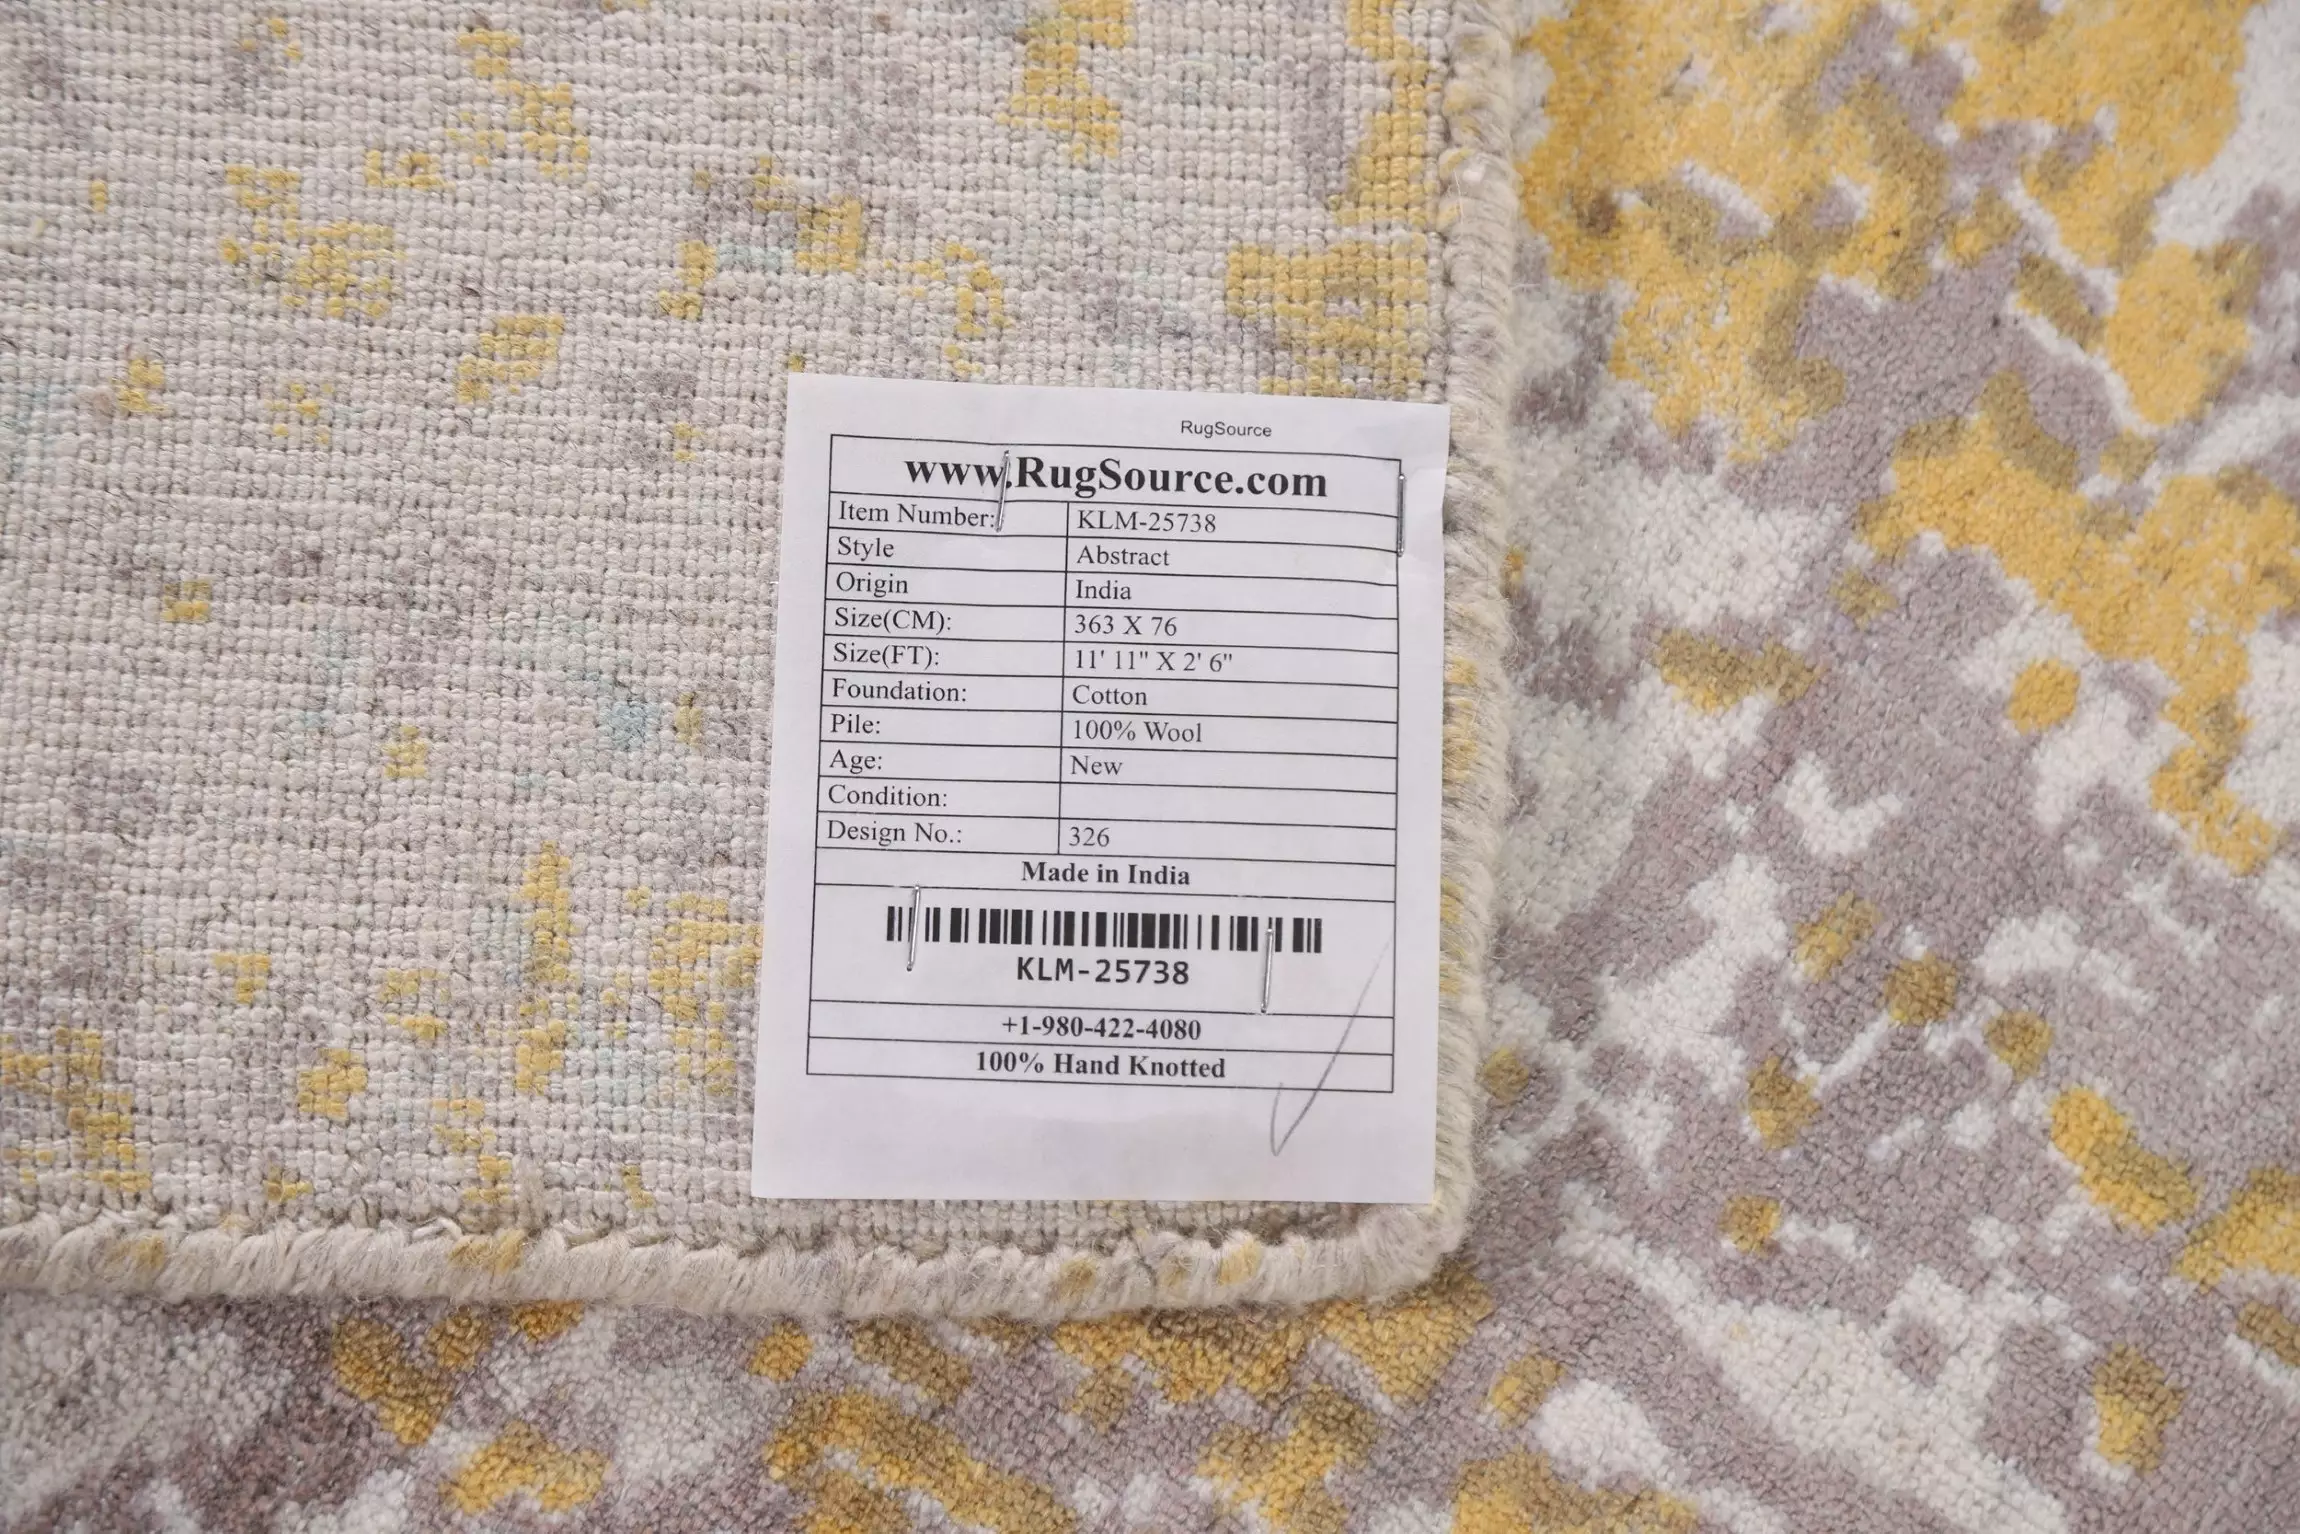 RugSource
www.RugSource.com
Item Number: KLM-25738
Style Abstract
Origin India
Size(CM): 363 X 76
Size(FT): 11' 11" X 2' 6"
Foundation: Cotton
Pile: 100% Wool
Age: New
Condition:
Design No.: 326
Made in India
KLM-25738
+1-980-422-4080
100% Hand Knotted